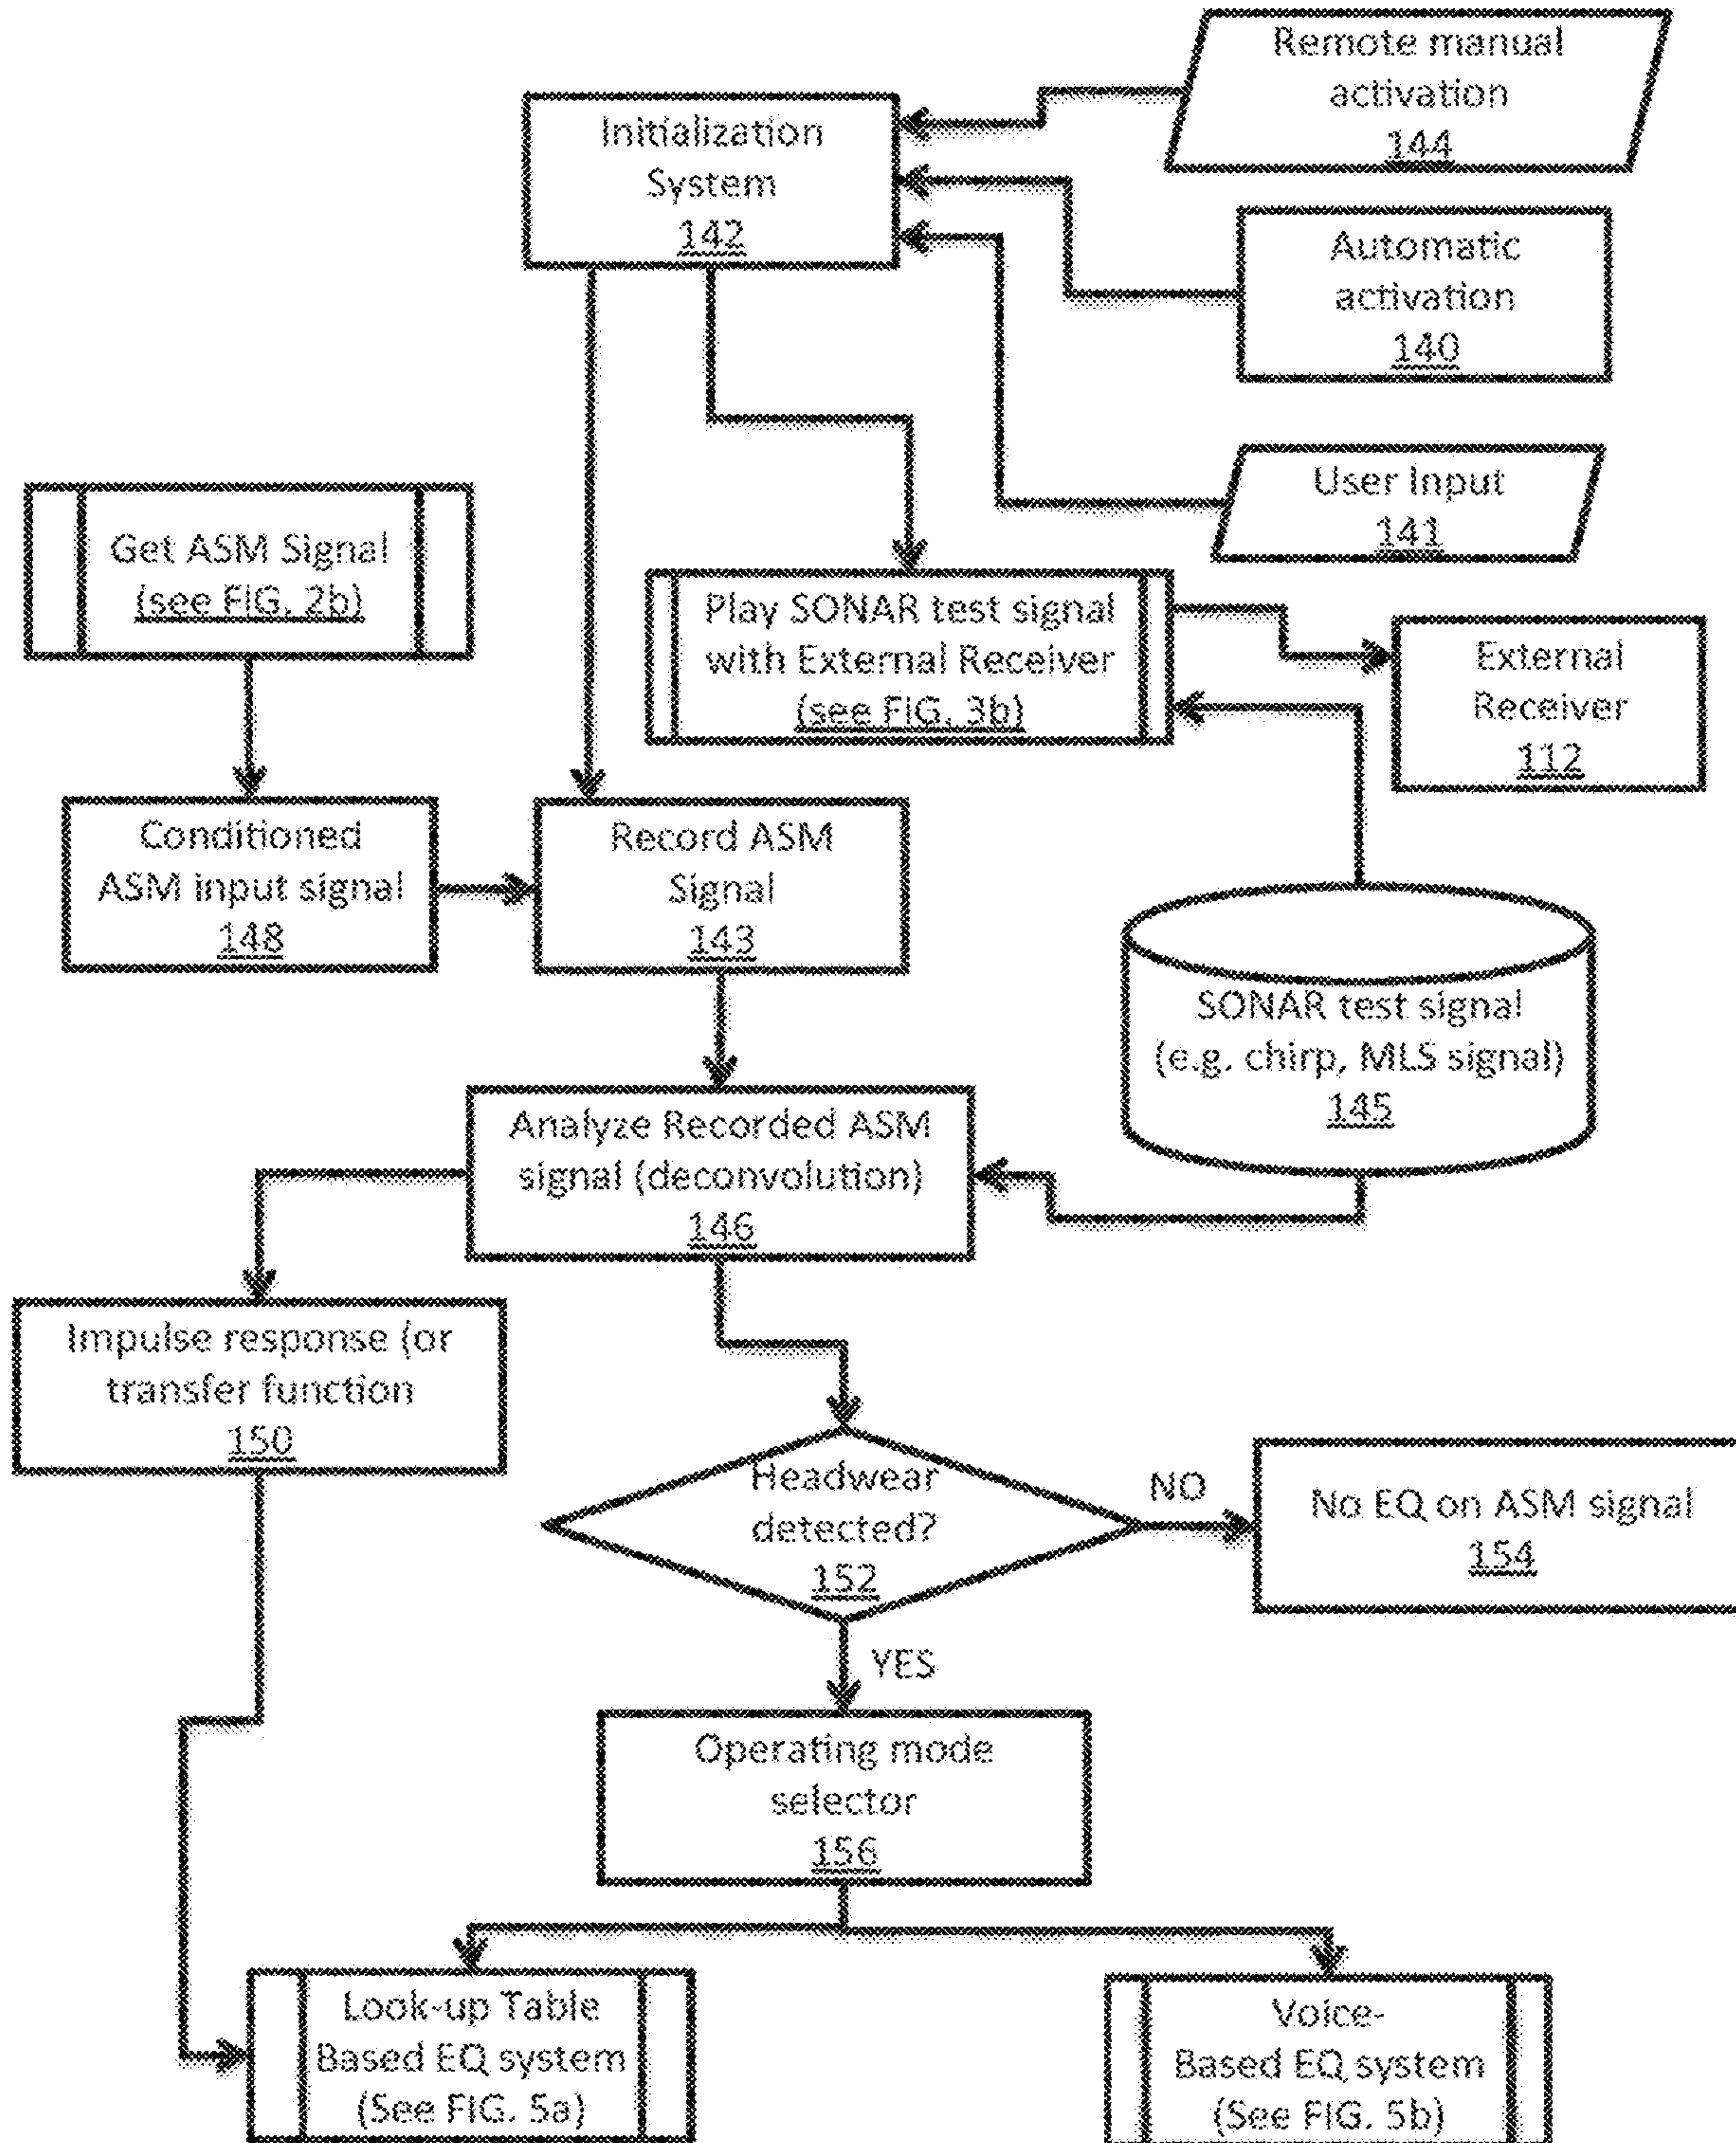 Remote manual
activation
144
Initialization
System
142
Automatic
activation
140
User Input
141
Get ASM Signal
(see FIG. 2b)
Play SONAR test signal
with External Receiver
(see FIG. 3b)
External
Receiver
112
Conditioned
ASM input signal
148
Record ASM
Signal
143
SONAR test signal
(e.g. chirp, MLS signal)
145
Analyze Recorded ASM
signal (deconvolution)
146
Impulse response (or
transfer function
150
Headwear
detected?
152
NO
No EQ on ASM signal
154
YES
Operating mode
selector
156
Look-up Table
Based EQ system
(See FIG. 5a)
Voice-
Based EQ system
(See FIG. 5b)